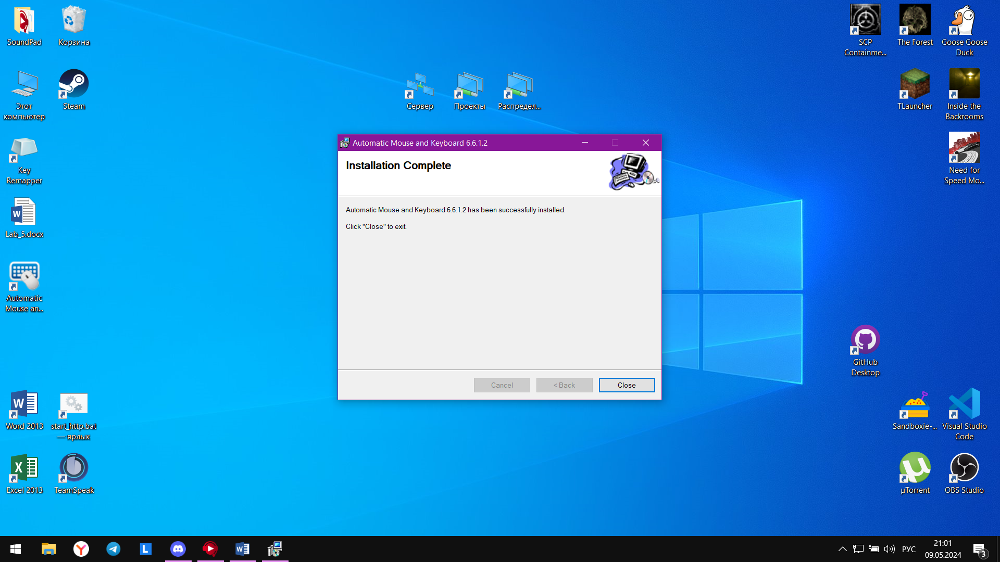 SoundPad
Корзина
SCP
Containme...
The Forest
Goose Goose
Duck
Этот
компьютер
Steam
Сервер
Проекты
Распредел...
TLauncher
Inside the
Backrooms
Key
Remapper
Need for
Speed Mo...
Automatic Mouse and Keyboard 6.6.1.2
Installation Complete
Automatic Mouse and Keyboard 6.6.1.2 has been successfully installed.
Click "Close" to exit.
Cancel
< Back
Close
Lab_5.docx
Automatic
Mouse an...
GitHub
Desktop
Word 2013
start_http.bat
— ярлык
Sandboxie-...
Visual Studio
Code
Excel 2013
TeamSpeak
µTorrent
OBS Studio
РУС
21:01
09.05.2024
3